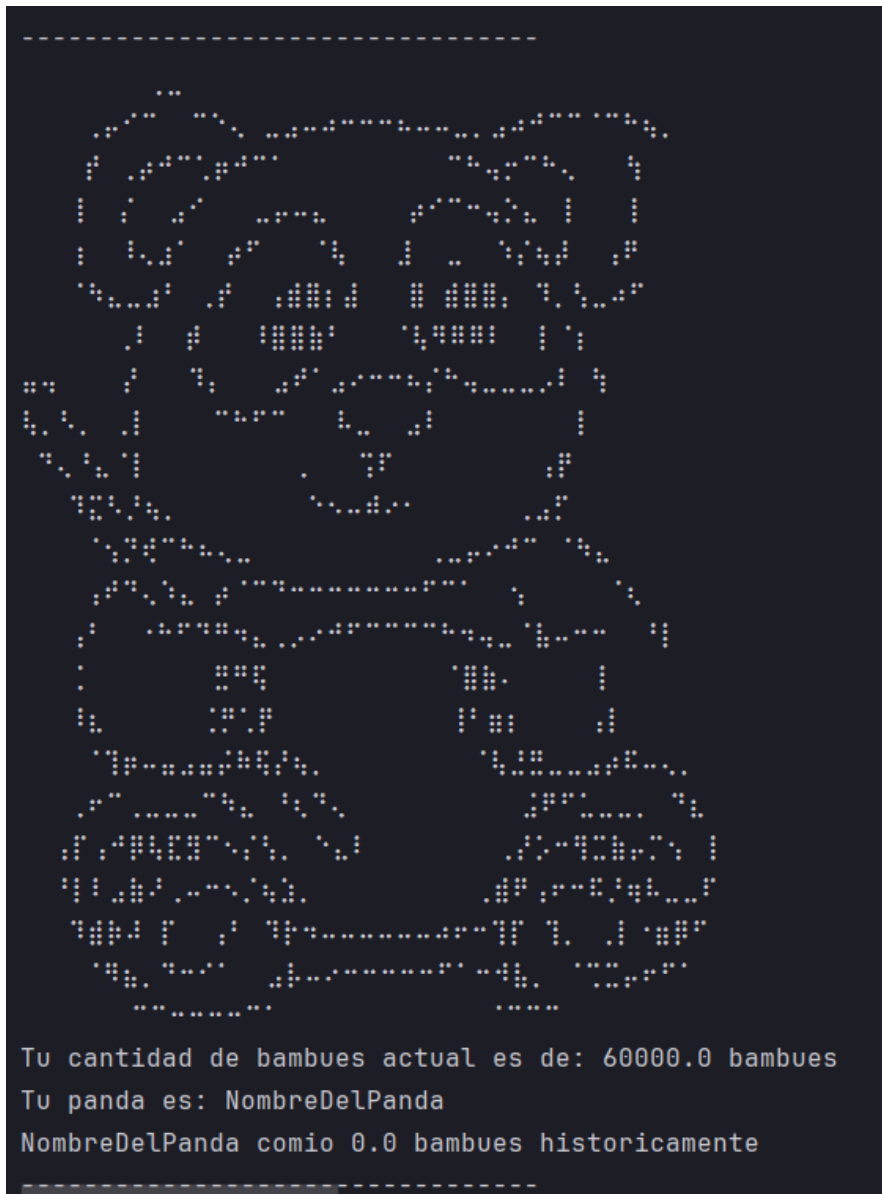 ---------------------------------
Tu cantidad de bambues actual es de: 60000.0 bambues
Tu panda es: NombreDelPanda
NombreDelPanda comio 0.0 bambues historicamente
---------------------------------